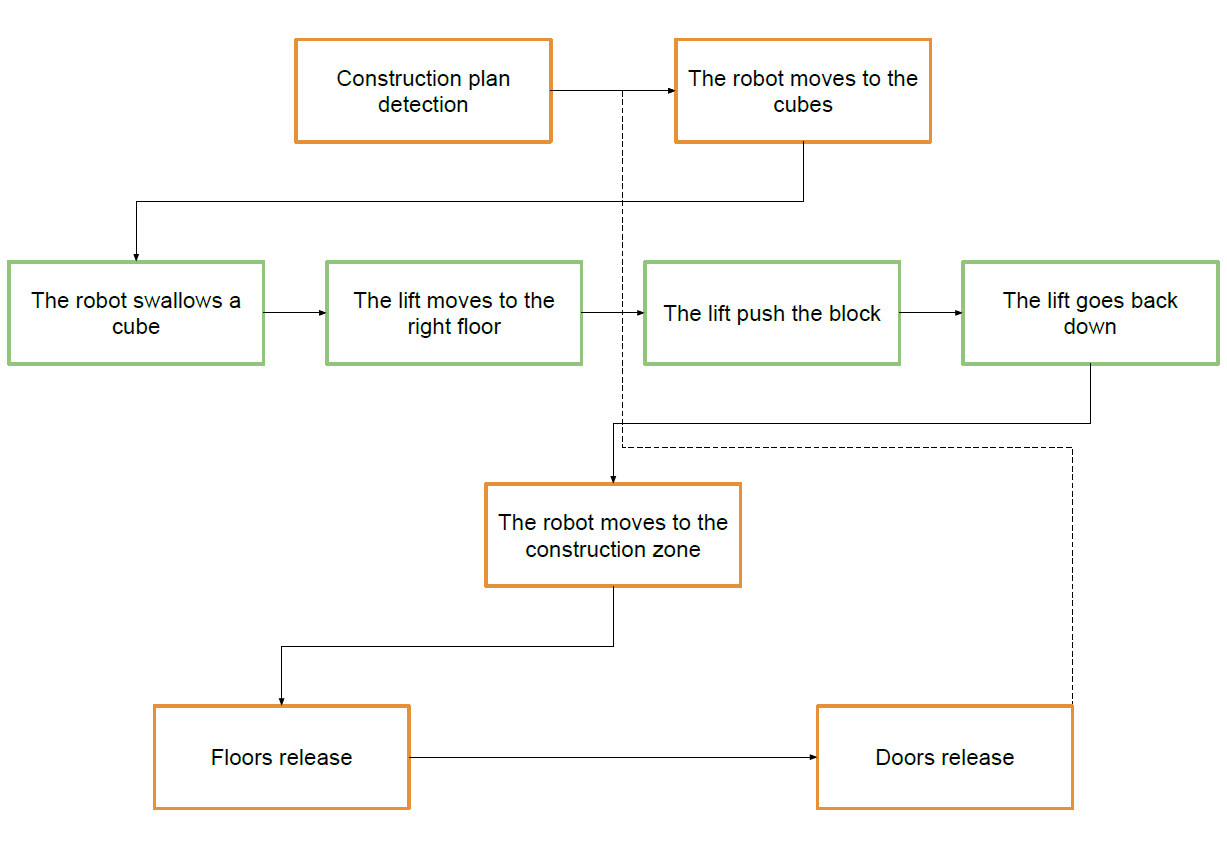 Construction plan
detection
The robot moves to the
cubes
The robot swallows a
cube
The lift moves to the
right floor
The lift push the block
The lift goes back
down
The robot moves to the
construction zone
Floors release
Doors release